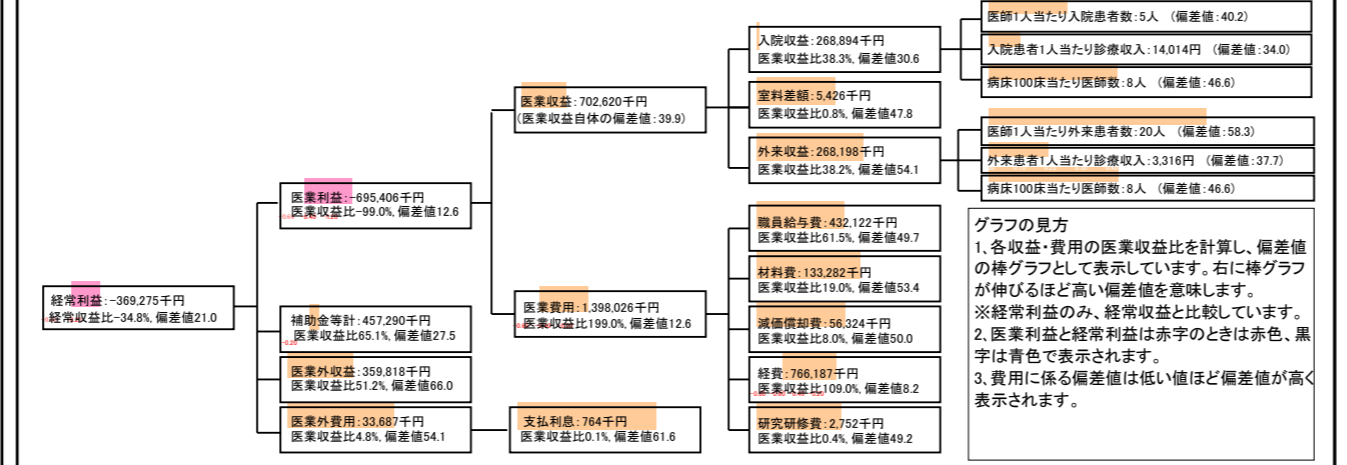 経常利益:-369,275千円
経常収益比-34.8%, 偏差値21.0
医業利益:-695,406千円
医業収益比-99.0%, 偏差値12.6
補助金等計:457,290千円
医業収益比65.1%, 偏差値27.5
-0.20
医業外収益:359,818千円
医業収益比51.2%, 偏差値66.0
医業外費用:33,687千円
医業収益比4.8%, 偏差値54.1
医業収益:702,620千円
(医業収益自体の偏差値:39.9)
医業費用:1,398,026千円
医業収益比199.0%, 偏差値12.6
支払利息:764千円
医業収益比0.1%, 偏差値61.6
入院収益:268,894千円
医業収益比38.3%, 偏差値30.6
室料差額:5,426千円
医業収益比0.8%, 偏差値47.8
外来収益:268,198千円
医業収益比38.2%, 偏差値54.1
職員給与費:432,122千円
医業収益比61.5%, 偏差値49.7
材料費:133,282千円
医業収益比19.0%, 偏差値53.4
減価償却費:56,324千円
医業収益比8.0%, 偏差値50.0
経費:766,187千円
医業収益比109.0%, 偏差値8.2
研究研修費:2,752千円
医業収益比0.4%, 偏差値49.2
医師1人当たり入院患者数:5人 (偏差値:40.2)
入院患者1人当たり診療収入:14,014円 (偏差値:34.0)
病床100床当たり医師数:8人 (偏差値:46.6)
医師1人当たり外来患者数:20人 (偏差値:58.3)
外来患者1人当たり診療収入:3,316円 (偏差値:37.7)
病床100床当たり医師数:8人 (偏差値:46.6)
グラフの見方
1、各収益・費用の医業収益比を計算し、偏差値
の棒グラフとして表示しています。右に棒グラフ
が伸びるほど高い偏差値を意味します。
※経常利益のみ、経常収益と比較しています。
2、医業利益と経常利益は赤字のときは赤色、黒
字は青色で表示されます。
3、費用に係る偏差値は低い値ほど偏差値が高く
表示されます。